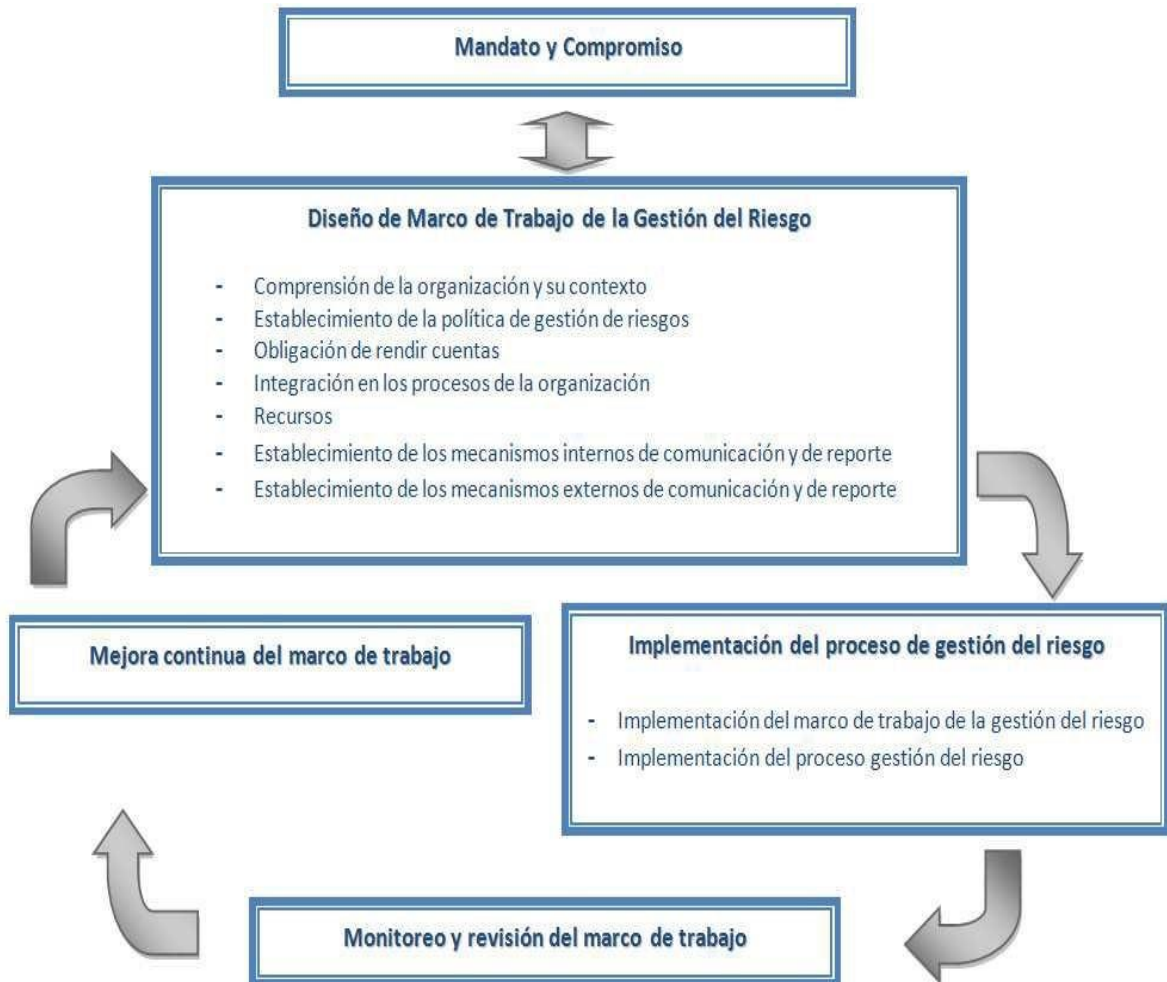 Mandato y Compromiso
Diseño de Marco de Trabajo de la Gestión del Riesgo
- Comprensión de la organización y su contexto
- Establecimiento de la política de gestión de riesgos
- Obligación de rendir cuentas
- Integración en los procesos de la organización
- Recursos
- Establecimiento de los mecanismos internos de comunicación y de reporte
- Establecimiento de los mecanismos externos de comunicación y de reporte
Mejora continua del marco de trabajo
Implementación del proceso de gestión del riesgo
- Implementación del marco de trabajo de la gestión del riesgo
- Implementación del proceso gestión del riesgo
Monitoreo y revisión del marco de trabajo